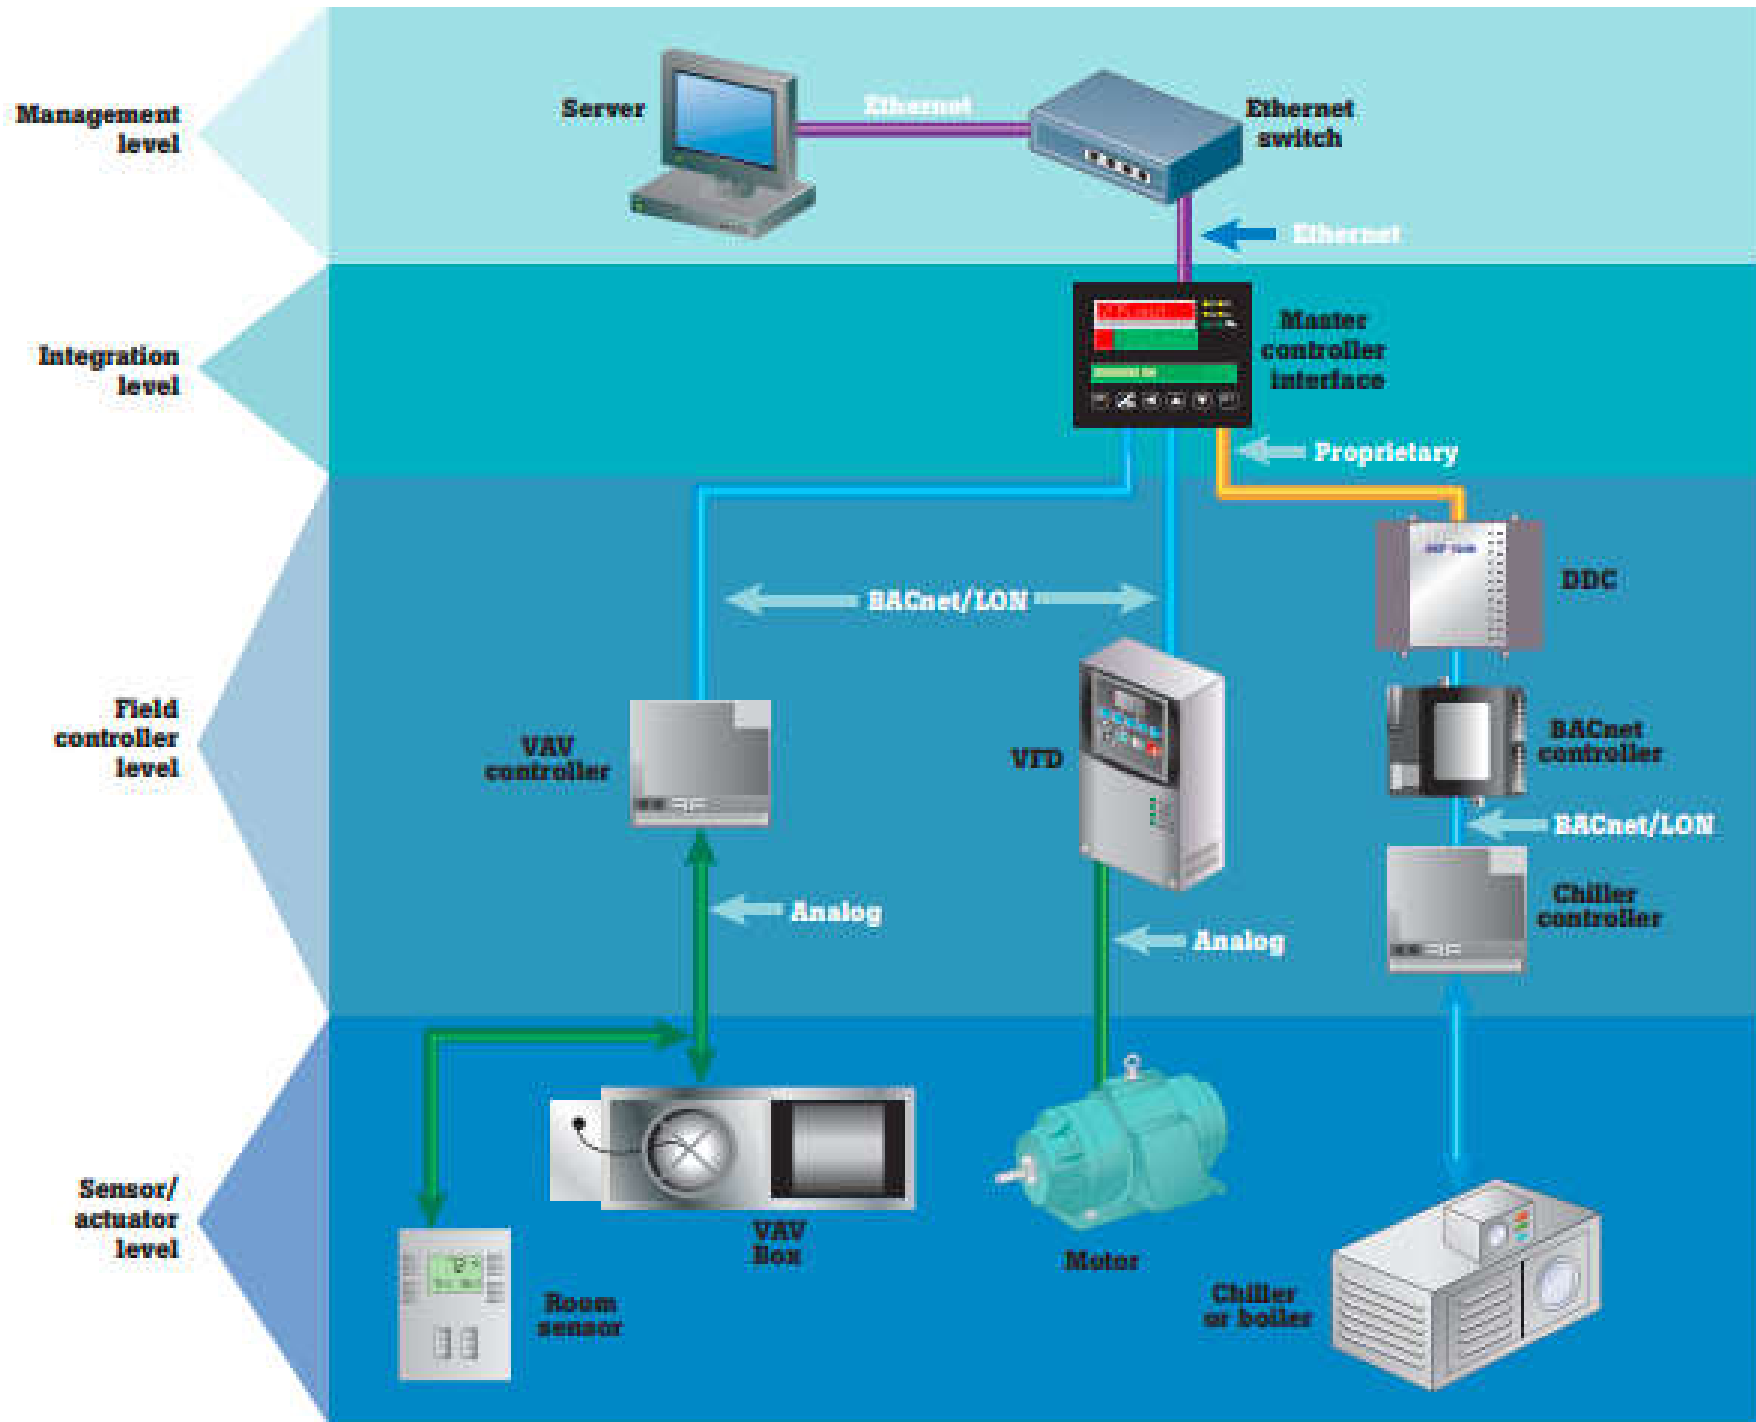 Management
level
Server
Ethernet
Ethernet
switch
Ethernet
Integration
level
Master
controller
interface
Proprietary
Field
controller
level
BACnet/LON
DDC
VAV
controller
VFD
BACnet
controller
BACnet/LON
Analog
Analog
Chiller
controller
Sensor/
actuator
level
VAV
Box
Motor
Room
sensor
Chiller
or boiler